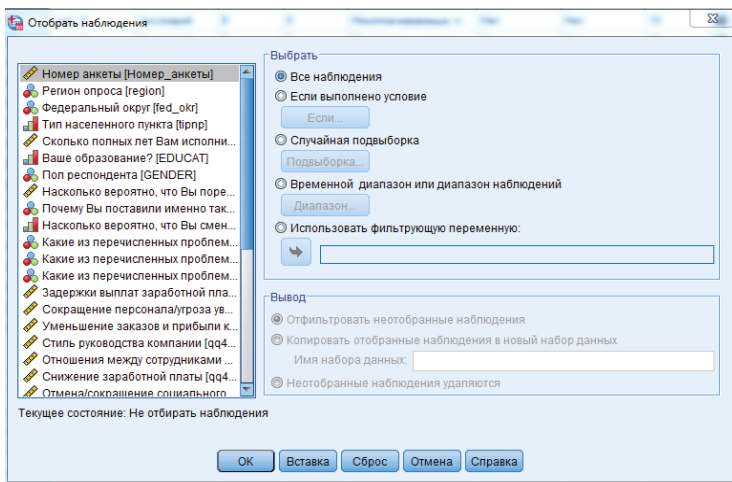 Отобрать наблюдения
Номер анкеты [Номер_анкеты]
Регион опроса [region]
Федеральный округ [fed_okr]
Тип населенного пункта [tipnp]
Сколько полных лет Вам исполни...
Ваше образование? [EDUCAT]
Пол респондента [GENDER]
Насколько вероятно, что Вы поре...
Почему Вы поставили именно так...
Насколько вероятно, что Вы смен...
Какие из перечисленных проблем...
Какие из перечисленных проблем...
Какие из перечисленных проблем...
Задержки выплат заработной пла...
Сокращение персонала/угроза ув...
Уменьшение заказов и прибыли к...
Стиль руководства компании [qq4...
Отношения между сотрудниками ...
Снижение заработной платы [qq4...
Отмена/сокращение социального
Выбрать
Все наблюдения
Если выполнено условие
Если...
Случайная подвыборка
Подвыборка...
Временной диапазон или диапазон наблюдений
Диапазон...
Использовать фильтрующую переменную:
Вывод
Отфильтровать неотобранные наблюдения
Копировать отобранные наблюдения в новый набор данных
Имя набора данных:
Неотобранные наблюдения удаляются
Текущее состояние: Не отбирать наблюдения
ОК
Вставка
Сброс
Отмена
Справка